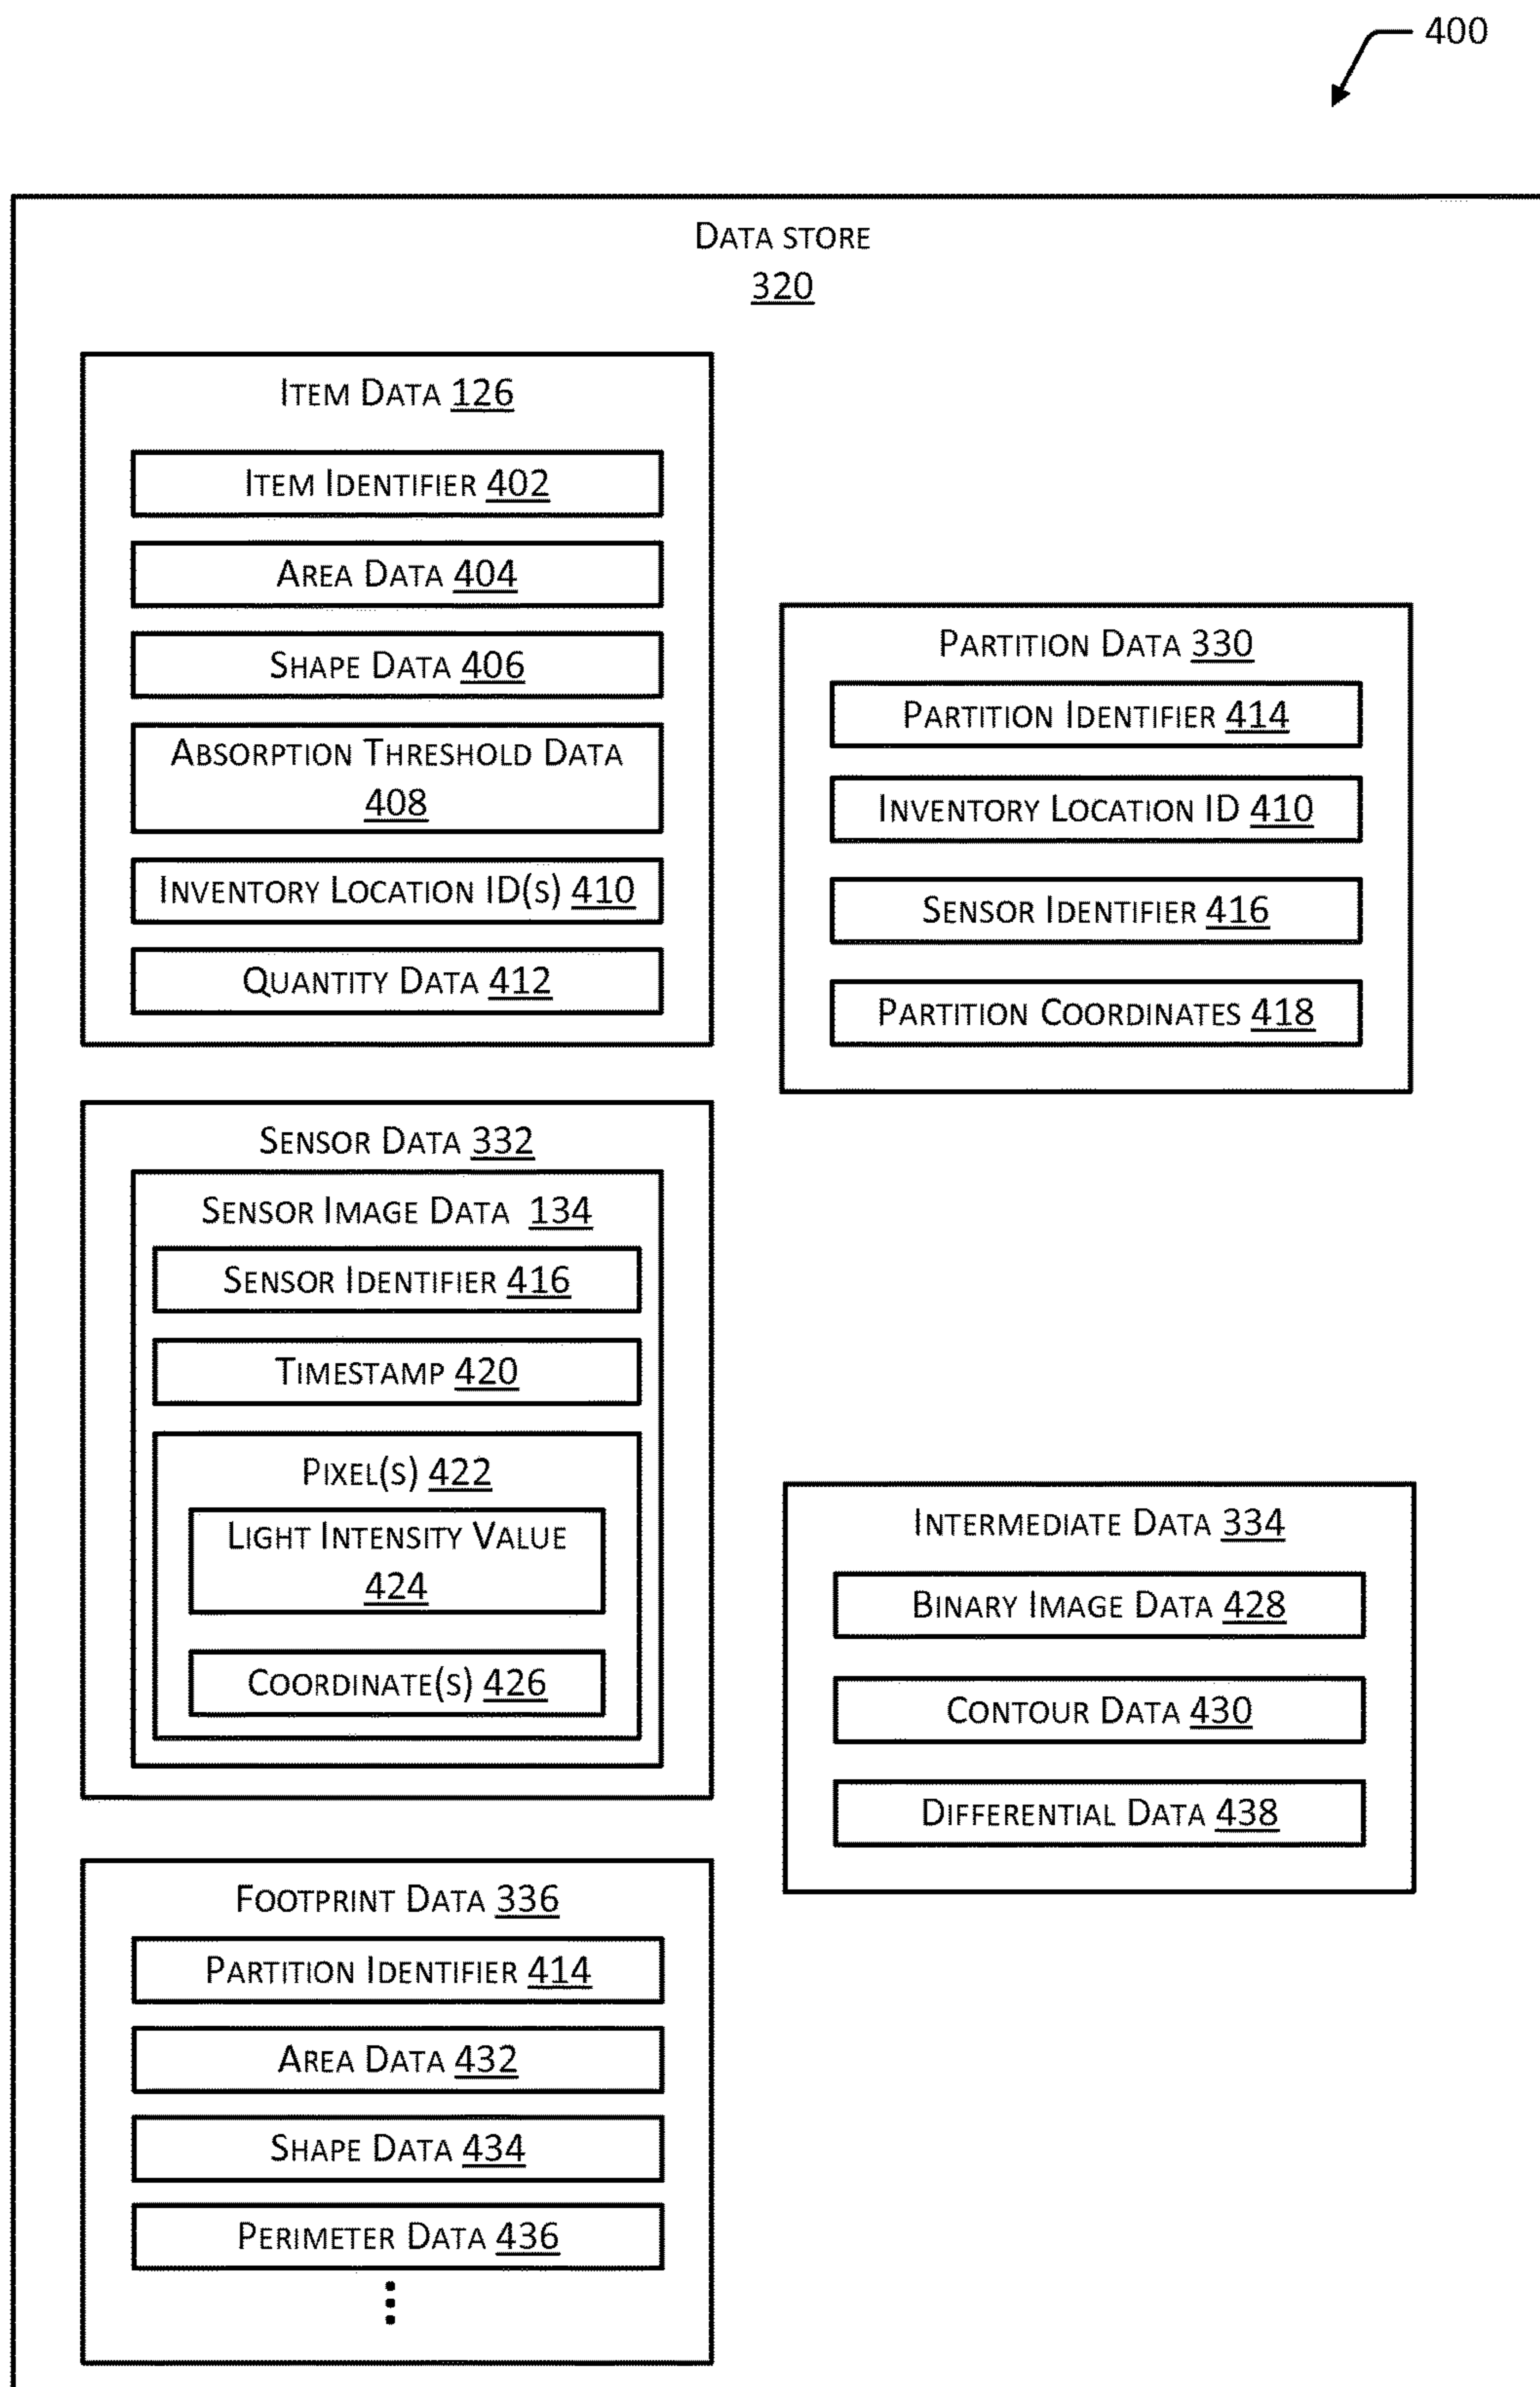 400
DATA STORE
320
ITEM DATA 126
ITEM IDENTIFIER 402
AREA DATA 404
SHAPE DATA 406
ABSORPTION THRESHOLD DATA
408
INVENTORY LOCATION ID(S) 410
QUANTITY DATA 412
PARTITION DATA 330
PARTITION IDENTIFIER 414
INVENTORY LOCATION ID 410
SENSOR IDENTIFIER 416
PARTITION COORDINATES 418
SENSOR DATA 332
SENSOR IMAGE DATA 134
SENSOR IDENTIFIER 416
TIMESTAMP 420
PIXEL(S) 422
LIGHT INTENSITY VALUE
424
COORDINATE(S) 426
INTERMEDIATE DATA 334
BINARY IMAGE DATA 428
CONTOUR DATA 430
DIFFERENTIAL DATA 438
FOOTPRINT DATA 336
PARTITION IDENTIFIER 414
AREA DATA 432
SHAPE DATA 434
PERIMETER DATA 436